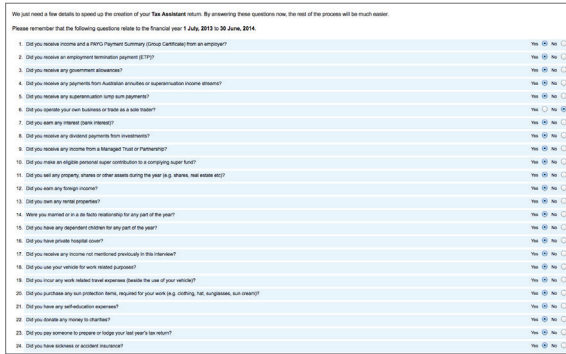 We just need a few details to speed up the creation of your Tax Assistant return. By answering these questions now, the rest of the process will be much easier.
Please remember that the following questions relate to the financial year 1 July, 2013 to 30 June, 2014.
1. Did you receive income and a PAYG Payment Summary (Group Certificate) from an employer? Yes No
2. Did you receive an employment termination payment (ETP)? Yes No
3. Did you receive any government allowances? Yes No
4. Did you receive any payments from Australian annuities or superannuation income streams? Yes No
5. Did you receive any superannuation lump sum payments? Yes No
6. Did you operate your own business or trade as a sole trader? Yes No
7. Did you earn any interest (bank interest)? Yes No
8. Did you receive any dividend payments from investments? Yes No
9. Did you receive any income from a Managed Trust or Partnership? Yes No
10. Did you make an eligible personal super contribution to a complying super fund? Yes No
11. Did you sell any property, shares or other assets during the year (e.g. shares, real estate etc)? Yes No
12. Did you earn any foreign income? Yes No
13. Did you own any rental properties? Yes No
14. Were you married or in a de facto relationship for any part of the year? Yes No
15. Did you have any dependent children for any part of the year? Yes No
16. Did you have private hospital cover? Yes No
17. Did you receive any income not mentioned previously in this interview? Yes No
18. Did you use your vehicle for work related purposes? Yes No
19. Did you incur any work related travel expenses (beside the use of your vehicle)? Yes No
20. Did you purchase any sun protection items, required for your work (e.g. clothing, hat, sunglasses, sun cream)? Yes No
21. Did you have any self-education expenses? Yes No
22. Did you donate any money to charities? Yes No
23. Did you pay someone to prepare or lodge your last year's tax return? Yes No
24. Did you have sickness or accident insurance? Yes No